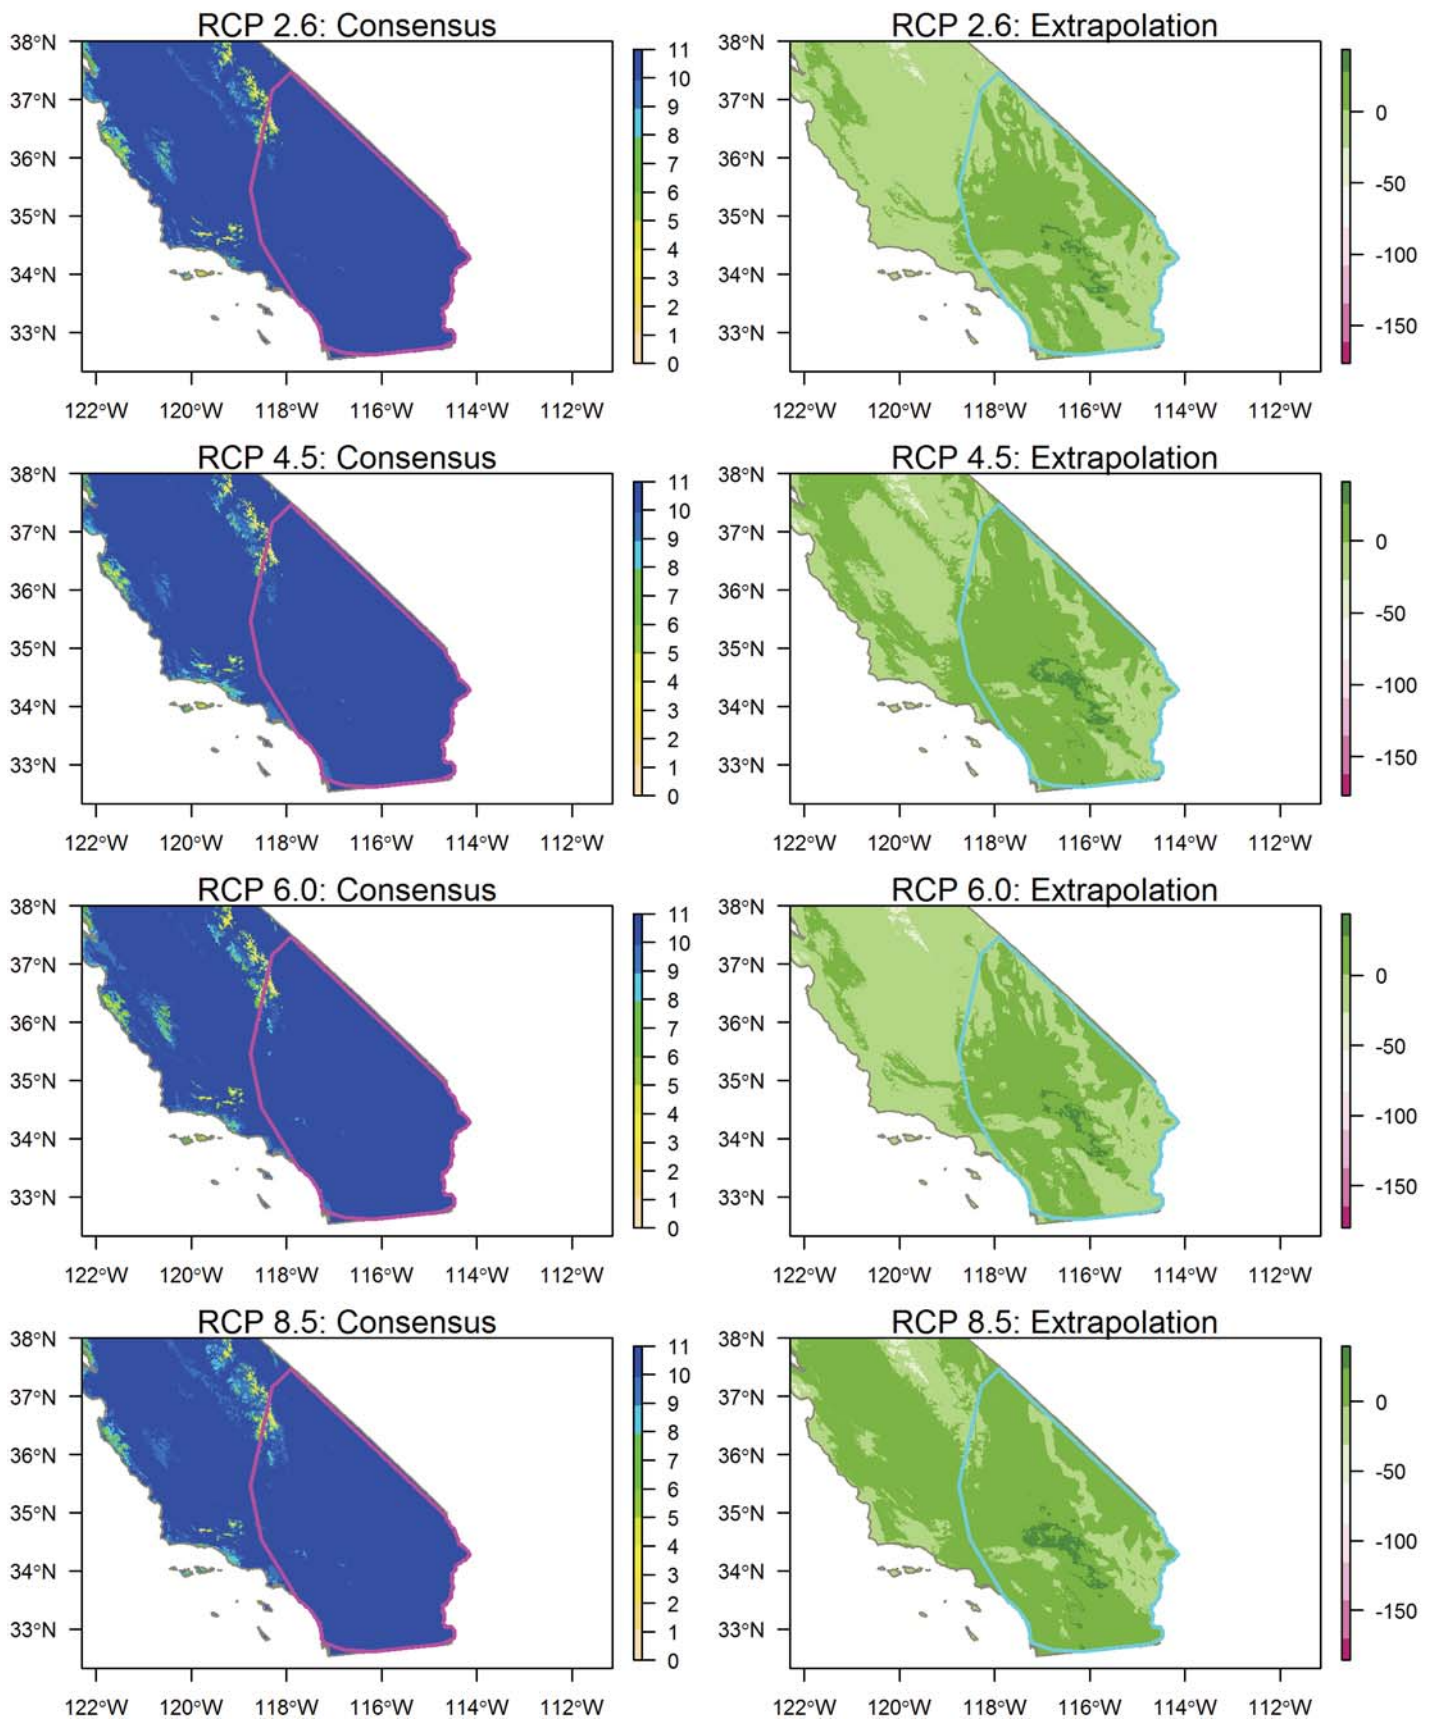 RCP 2.6: Consensus
38°N
37°N
36°N
35°N
34°N
33°N
122°W 120°W 118°W 116°W 114°W 112°W
11
10
9
8
7
6
5
4
3
2
1
0
RCP 2.6: Extrapolation
38°N
37°N
36°N
35°N
34°N
33°N
122°W 120°W 118°W 116°W 114°W 112°W
0
-50
-100
-150
RCP 4.5: Consensus
38°N
37°N
36°N
35°N
34°N
33°N
122°W 120°W 118°W 116°W 114°W 112°W
11
10
9
8
7
6
5
4
3
2
1
0
RCP 4.5: Extrapolation
38°N
37°N
36°N
35°N
34°N
33°N
122°W 120°W 118°W 116°W 114°W 112°W
0
-50
-100
-150
RCP 6.0: Consensus
38°N
37°N
36°N
35°N
34°N
33°N
122°W 120°W 118°W 116°W 114°W 112°W
11
10
9
8
7
6
5
4
3
2
1
0
RCP 6.0: Extrapolation
38°N
37°N
36°N
35°N
34°N
33°N
122°W 120°W 118°W 116°W 114°W 112°W
0
-50
-100
-150
RCP 8.5: Consensus
38°N
37°N
36°N
35°N
34°N
33°N
122°W 120°W 118°W 116°W 114°W 112°W
11
10
9
8
7
6
5
4
3
2
1
0
RCP 8.5: Extrapolation
38°N
37°N
36°N
35°N
34°N
33°N
122°W 120°W 118°W 116°W 114°W 112°W
0
-50
-100
-150